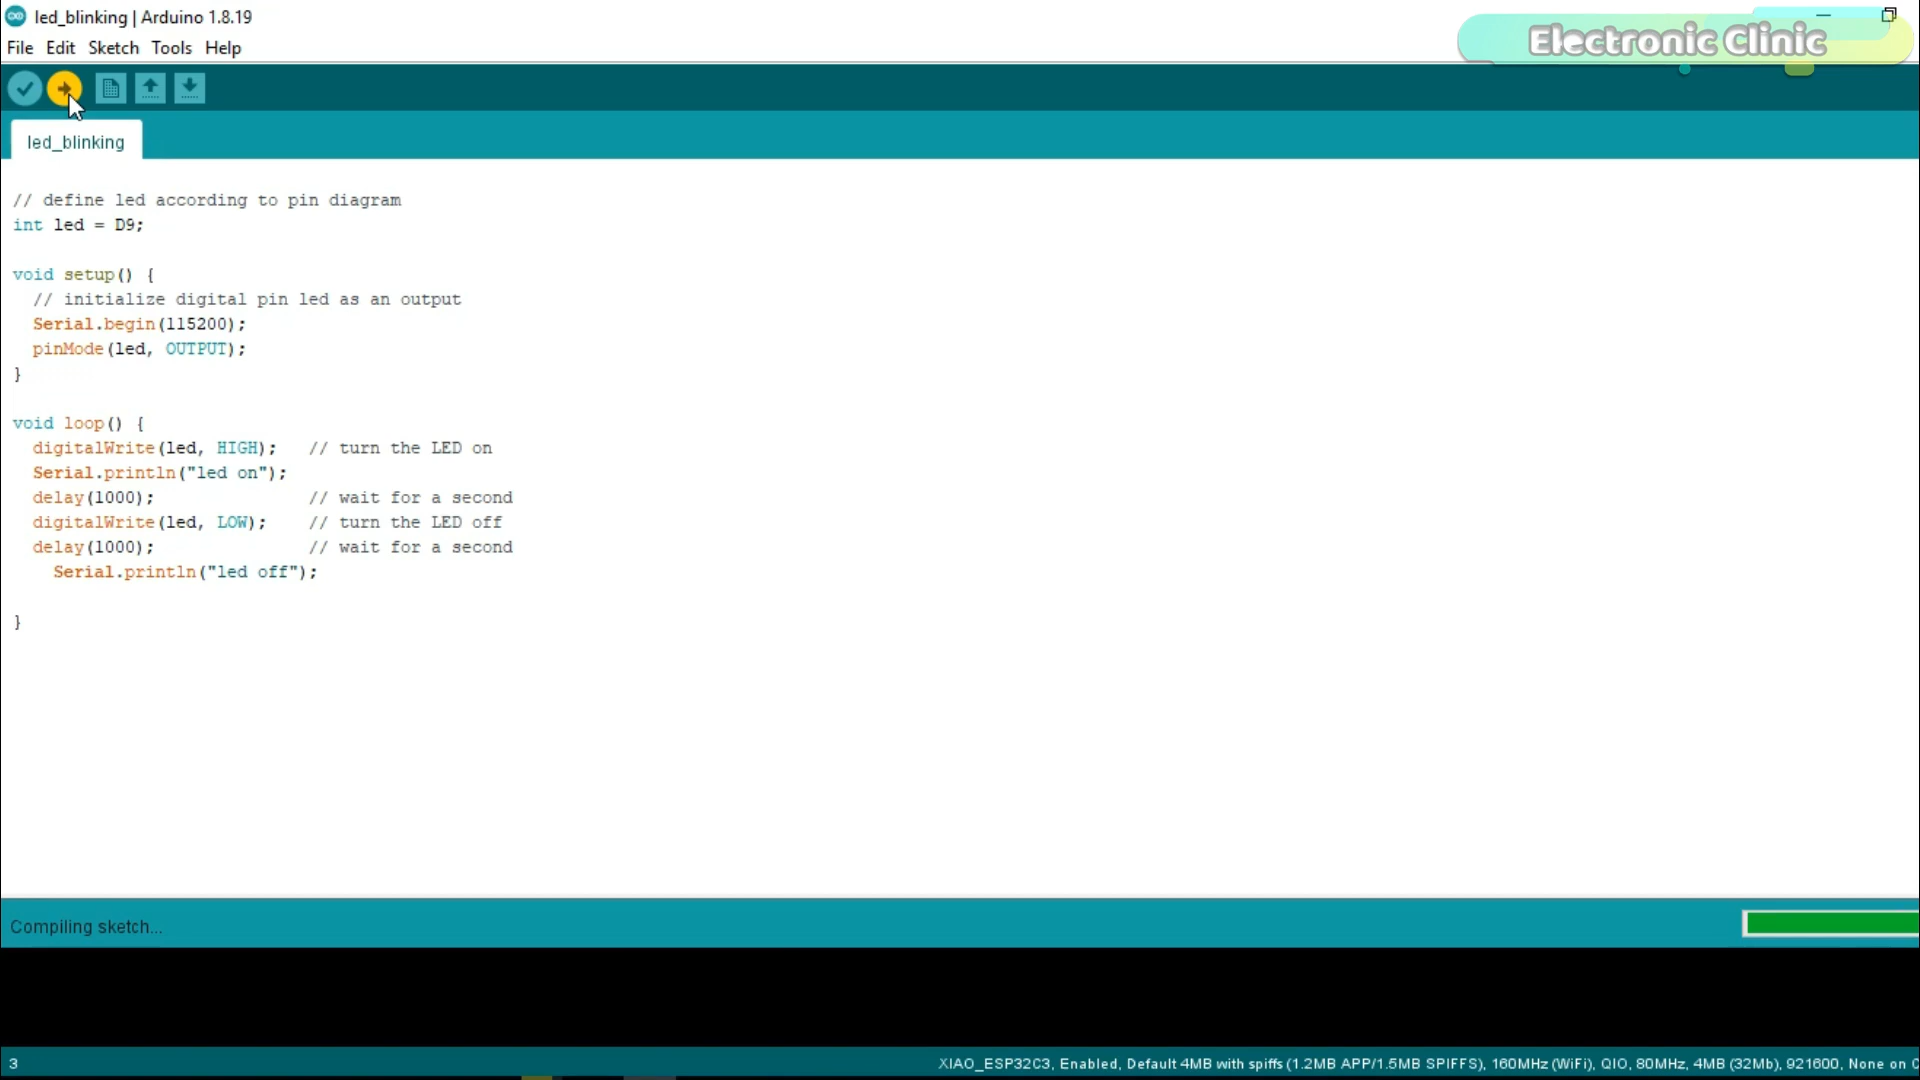 led_blinking | Arduino 1.8.19
Electronic Clinic
File Edit Sketch Tools Help
led_blinking
// define led according to pin diagram
int led = D9;
void setup() {
// initialize digital pin led as an output
Serial.begin(115200);
pinMode(led, OUTPUT);
}
void loop() {
digitalWrite(led, HIGH); // turn the LED on
Serial.println("led on");
delay(1000); // wait for a second
digitalWrite(led, LOW); // turn the LED off
delay(1000); // wait for a second
Serial.println("led off");
}
Compiling sketch...
3 XIAO_ESP32C3, Enabled, Default 4MB with spiffs (1.2MB APP/1.5MB SPIFFS), 160MHz (WiFi), QIO, 80MHz, 4MB (32Mb), 921600, None on